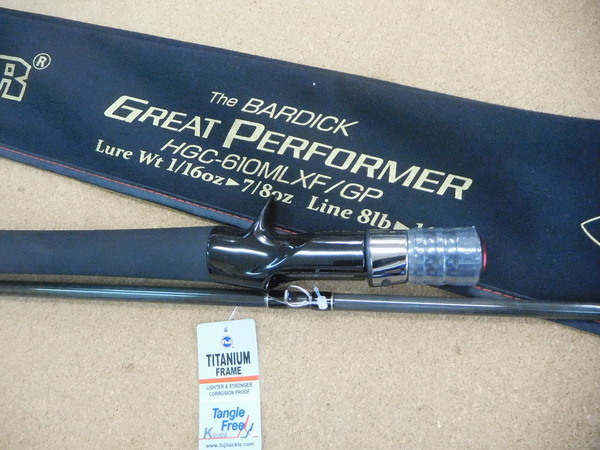 R®
The BARDICK
GREAT PERFORMER
HGC-610MLXF/GP
Lure Wt 1/16oz▶7/8oz Line 8lb▶
TITANIUM
FRAME
LIGHTER & STRONGER
CORROSION PROOF
Tangle
Free
K GUIDE
www.fujitackle.com